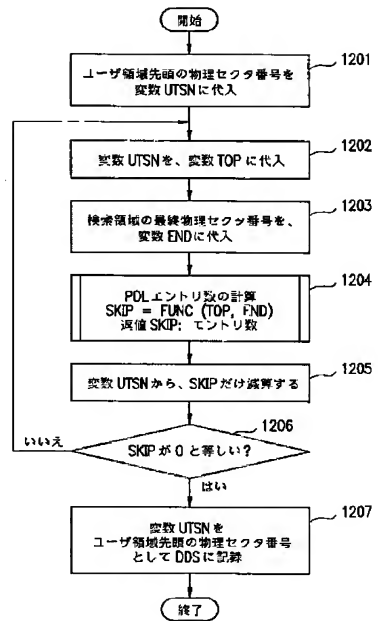 開始
ユーザ領域先頭の物理セクタ番号を
変数 UTSN に代入
1201
変数 UTSN を、変数 TOP に代入
1202
検索領域の最終物理セクタ番号を、
変数 END に代入
1203
PDL エントリ数の計算
SKIP = FUNC (TOP, END)
返値 SKIP; エントリ数
1204
変数 UTSN から、SKIP だけ減算する
1205
SKIP が 0 と等しい?
1206
いいえ
はい
変数 UTSN を
ユーザ領域先頭の物理セクタ番号
として DDS に記録
1207
終了